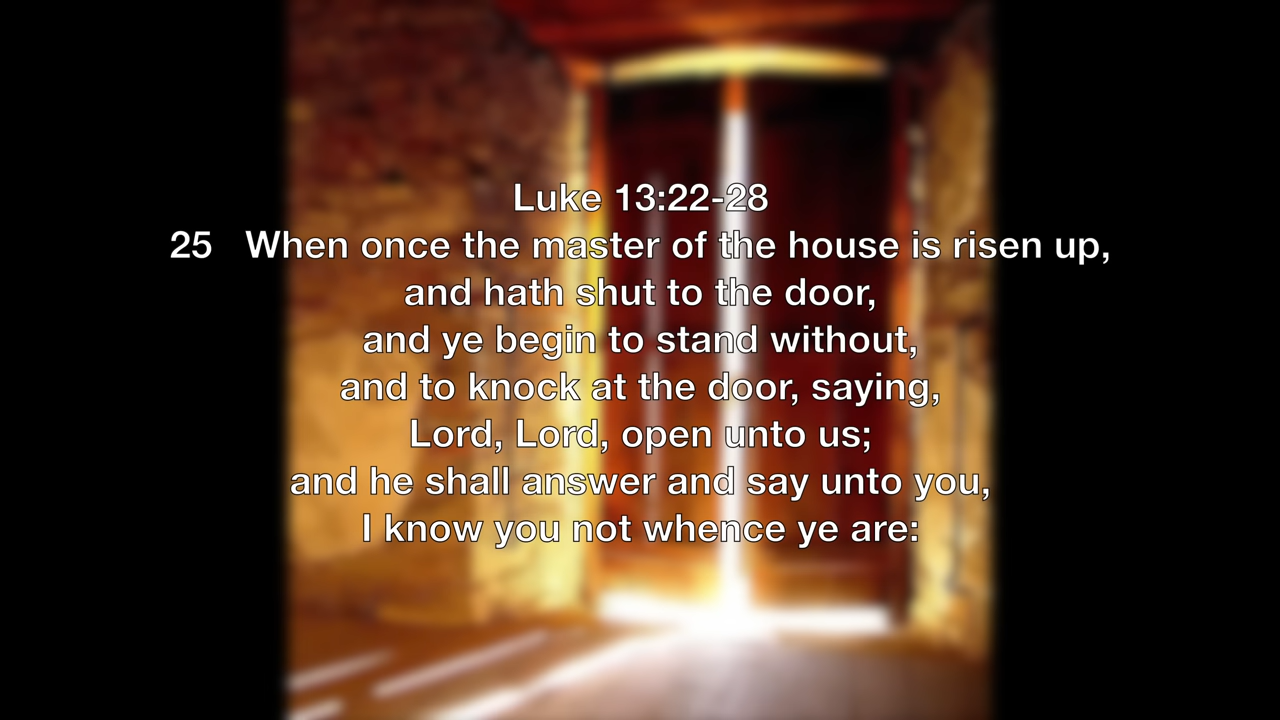 Luke 13:22-28
25 When once the master of the house is risen up,
and hath shut to the door,
and ye begin to stand without,
and to knock at the door, saying,
Lord, Lord, open unto us;
and he shall answer and say unto you,
I know you not whence ye are: